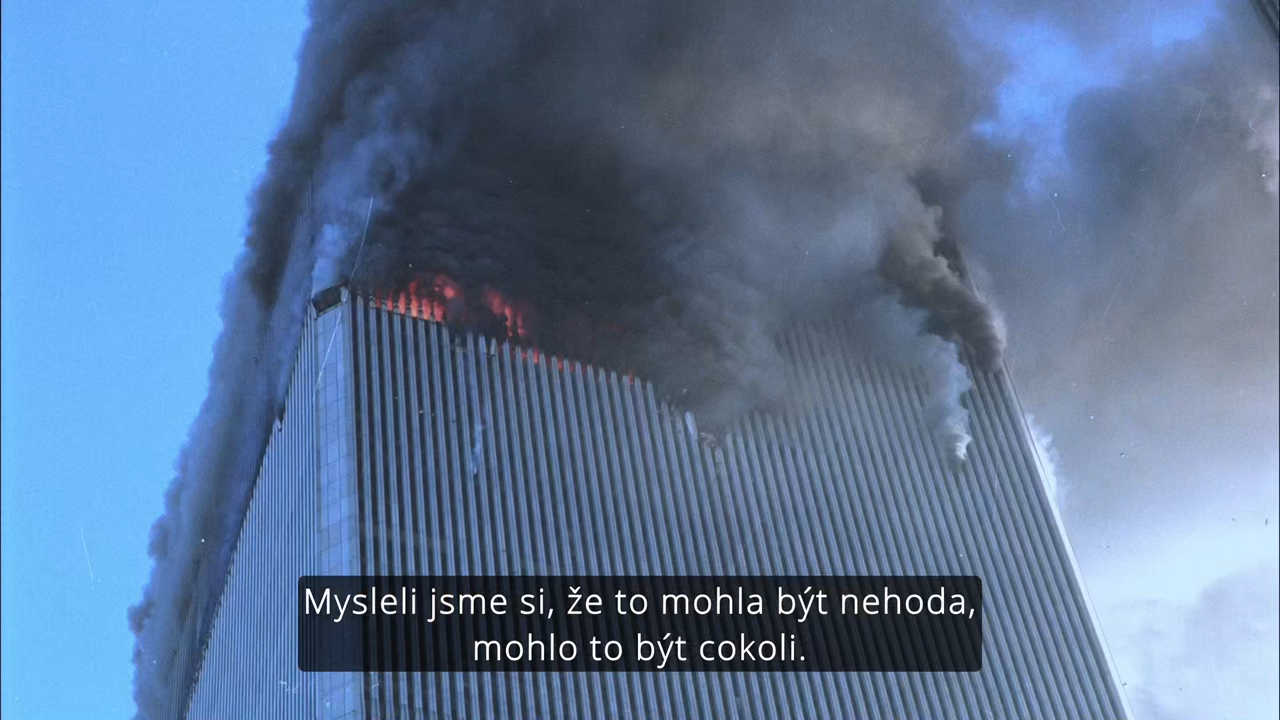 Mysleli jsme si, že to mohla být nehoda,
mohlo to být cokoli.